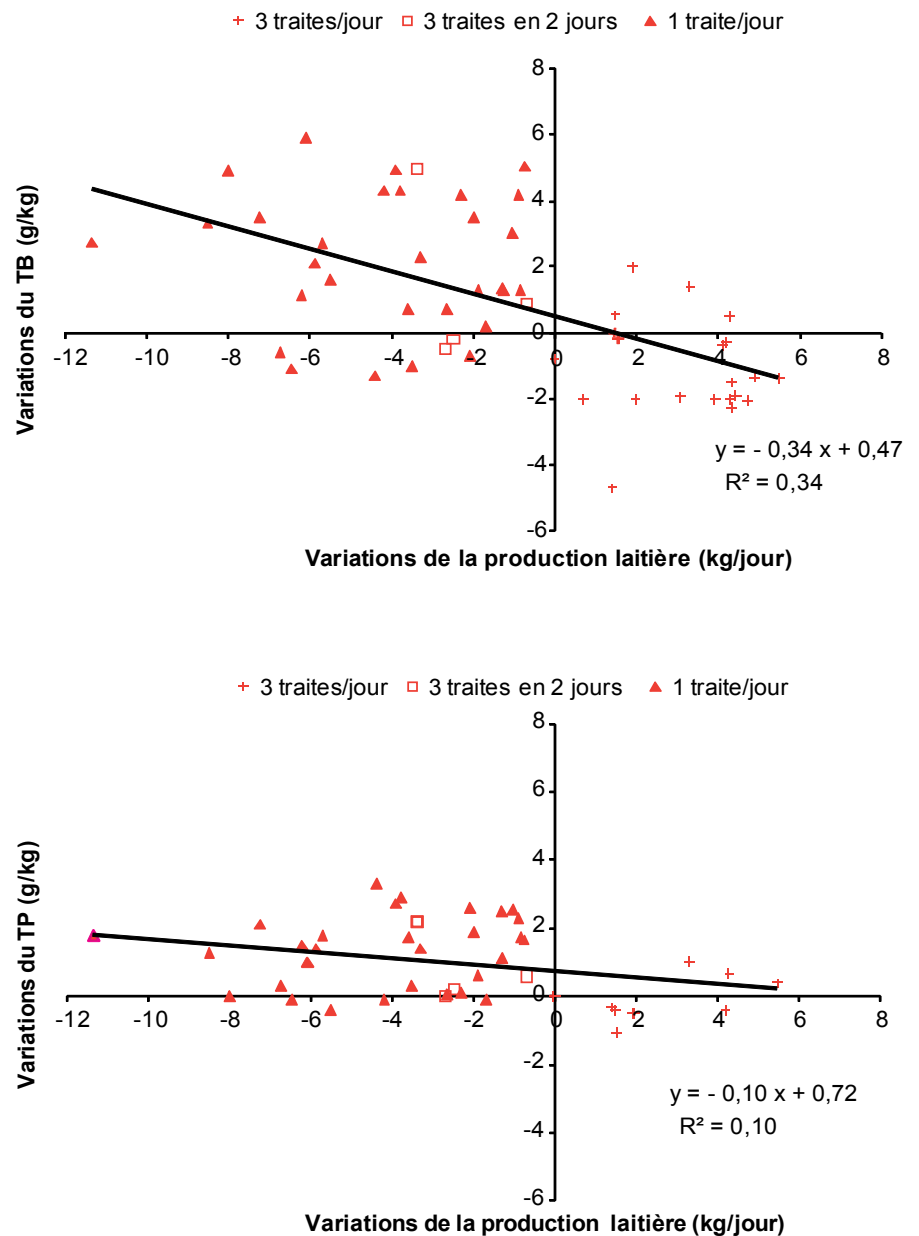 3 traites/jour 3 traites en 2 jours 1 traite/jour
8
6
4
2
0
-12 -10 -8 -6 -4 -2 0 2 4 6 8
-2
-4
-6
Variations du TB (g/kg)
y = - 0,34 x + 0,47
R² = 0,34
Variations de la production laitière (kg/jour)
3 traites/jour 3 traites en 2 jours 1 traite/jour
8
6
4
2
0
-12 -10 -8 -6 -4 -2 0 2 4 6 8
-2
-4
-6
Variations du TP (g/kg)
y = - 0,10 x + 0,72
R² = 0,10
Variations de la production laitière (kg/jour)